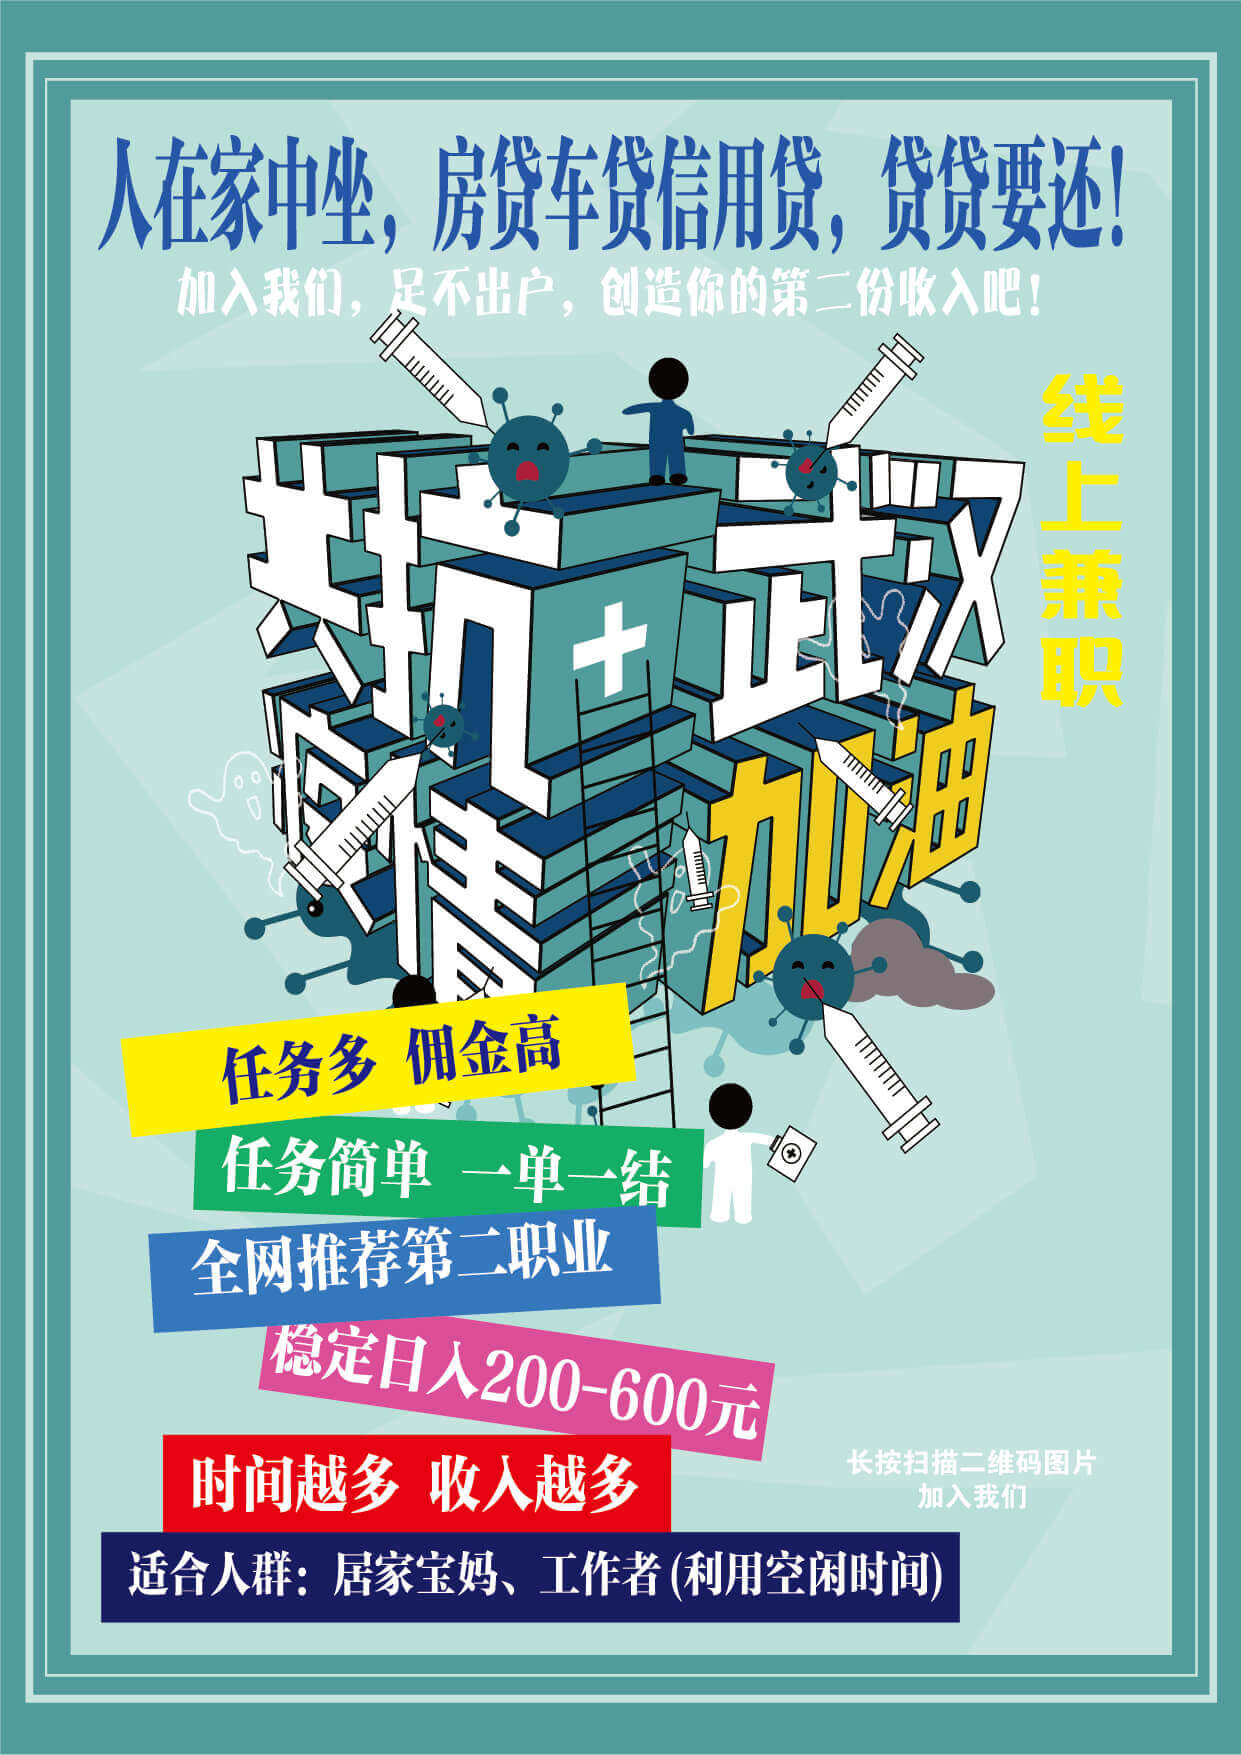 人在家中坐，房贷车贷信用贷，贷贷要还！
加入我们，足不出户，创造你的第二份收入吧！
线上兼职
共抗
疫情
武汉
加油
任务多 佣金高
任务简单 一单一结
全网推荐第二职业
稳定日入200-600元
时间越多 收入越多
长按扫描二维码图片
加入我们
适合人群：居家宝妈、工作者(利用空闲时间)